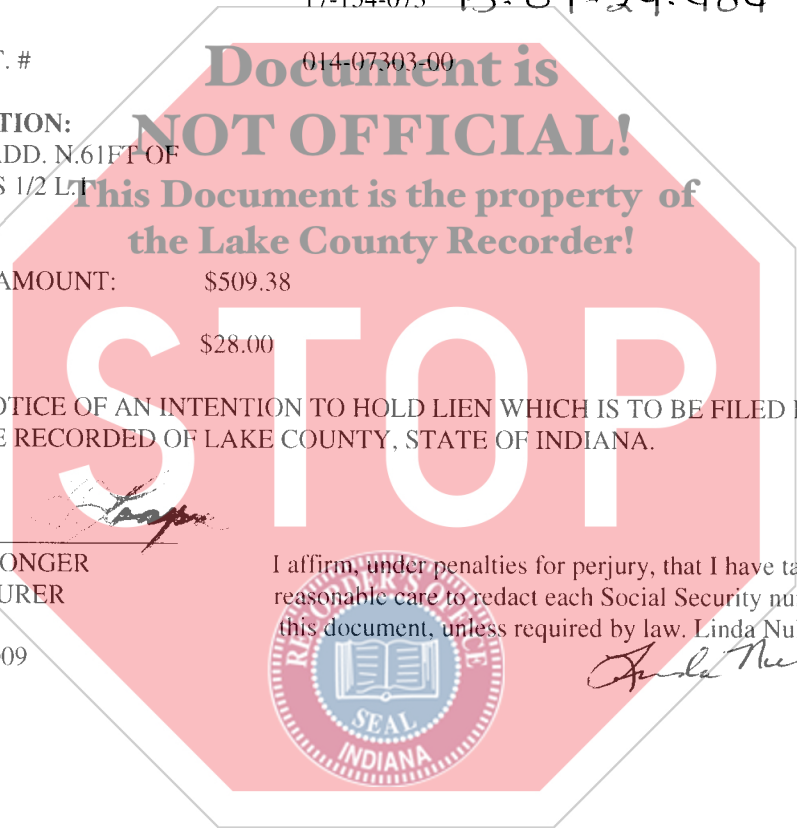 T. # 014-07303-00
Document is
TION:
NOT OFFICIAL!
ADD. N.61FT OF
S 1/2 L.1
This Document is the property of
the Lake County Recorder!
AMOUNT: $509.38
$28.00
STOP
OTICE OF AN INTENTION TO HOLD LIEN WHICH IS TO BE FILED
E RECORDED OF LAKE COUNTY, STATE OF INDIANA.
ONGER
I affirm, under penalties for perjury, that I have ta
URER
reasonable care to redact each Social Security nu
this document, unless required by law. Linda Nu
09
Linda Nu
RECORDER'S OFFICE
SEAL
INDIANA